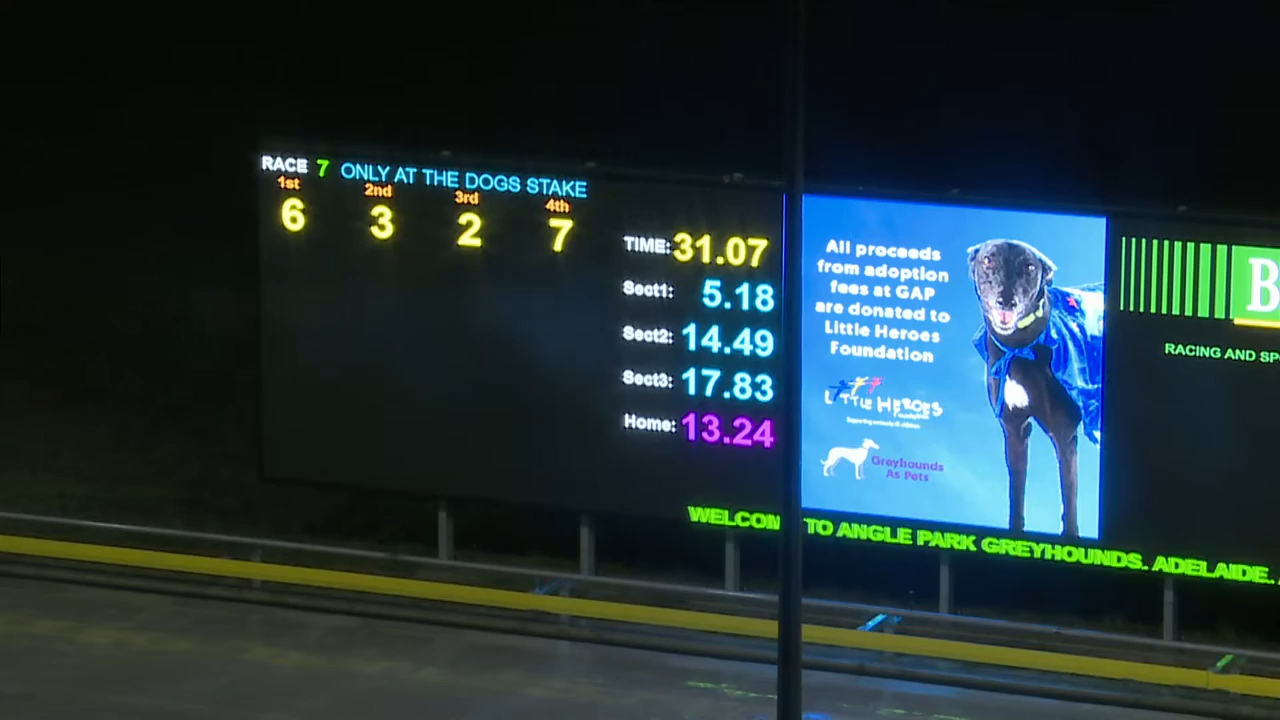 RACE 7 ONLY AT THE DOGS STAKE
1st 2nd 3rd 4th
6 3 2 7
TIME: 31.07
Sect1: 5.18
Sect2: 14.49
Sect3: 17.83
Home: 13.24
All proceeds
from adoption
fees at GAP
are donated to
Little Heroes
Foundation
LITTLE HEROES
Foundation
Greyhounds
As Pets
B
RACING AND SP
WELCOM TO ANGLE PARK GREYHOUNDS. ADELAIDE.